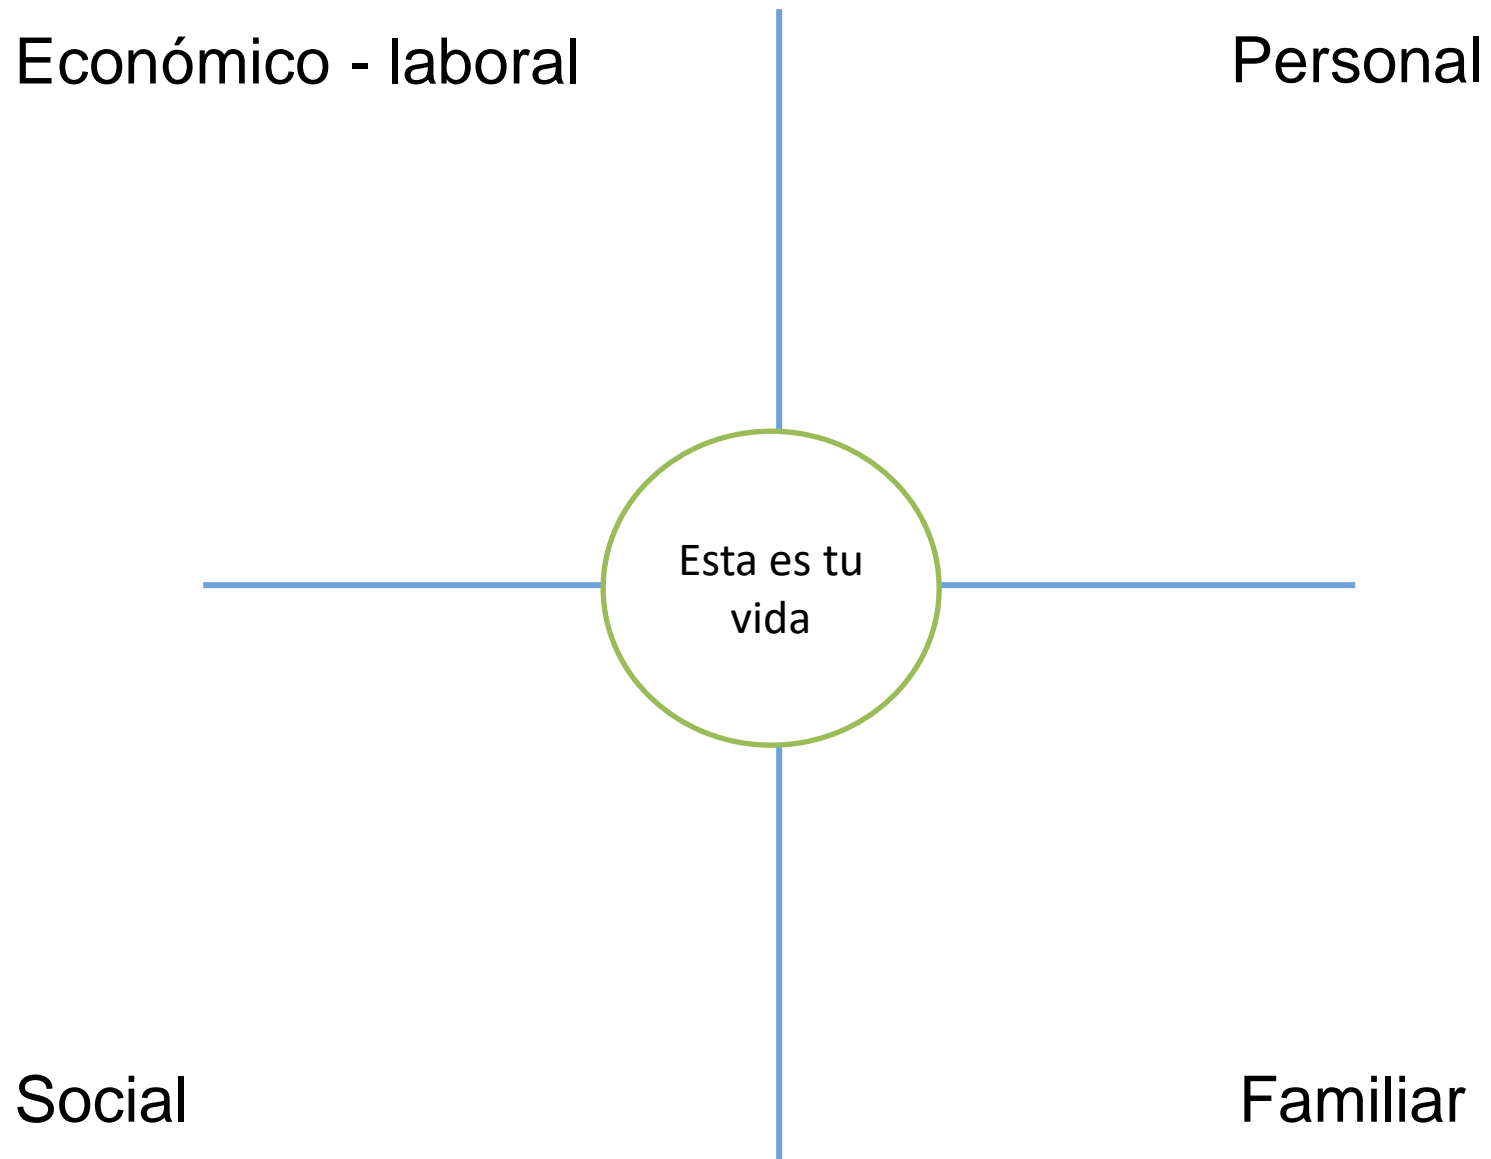 Económico - laboral
Personal
Esta es tu
vida
Social
Familiar